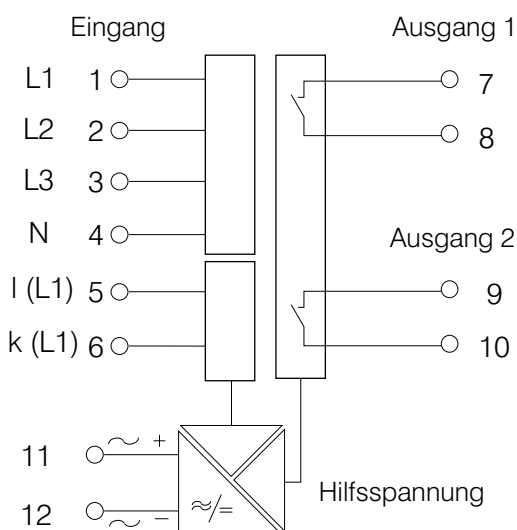 Eingang Ausgang 1
L1 1 7
L2 2 8
L3 3
N 4 Ausgang 2
l (L1) 5 9
k (L1) 6 10
11 ~ +
≈/= Hilfsspannung
12 ~ −